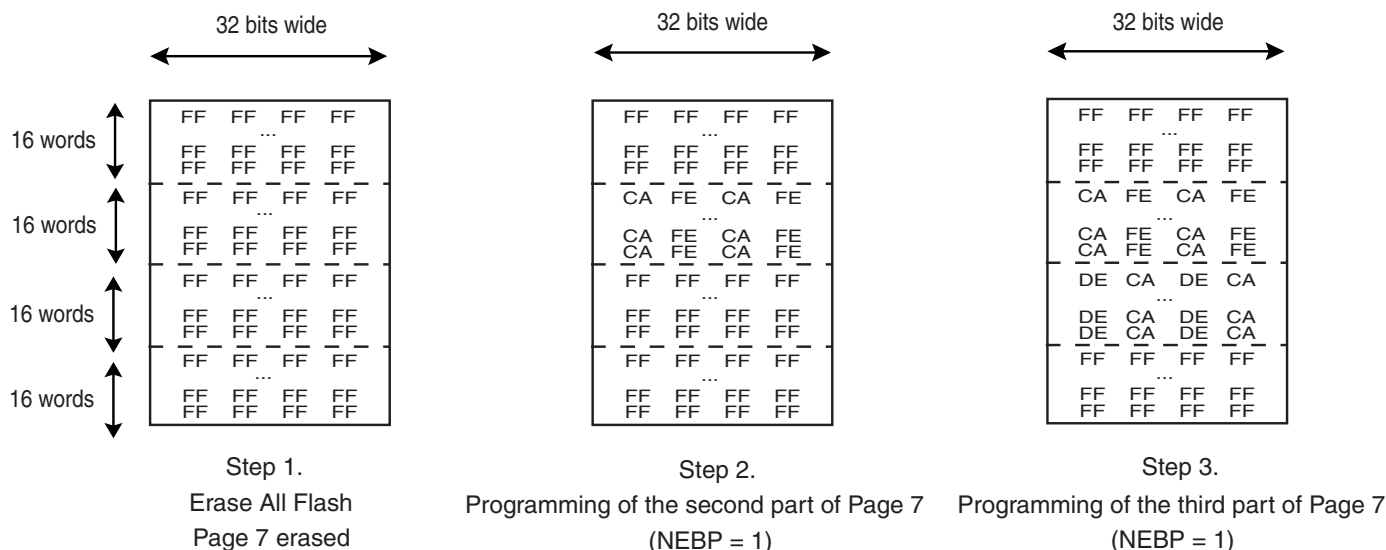 32 bits wide
16 words
16 words
16 words
16 words
FF FF FF FF
...
FF FF FF FF
FF FF FF FF
FF FF FF FF
...
FF FF FF FF
FF FF FF FF
FF FF FF FF
...
FF FF FF FF
FF FF FF FF
FF FF FF FF
...
FF FF FF FF
FF FF FF FF
Step 1.
Erase All Flash
Page 7 erased
32 bits wide
FF FF FF FF
...
FF FF FF FF
FF FF FF FF
CA FE CA FE
...
CA FE CA FE
CA FE CA FE
FF FF FF FF
...
FF FF FF FF
FF FF FF FF
FF FF FF FF
...
FF FF FF FF
FF FF FF FF
Step 2.
Programming of the second part of Page 7
(NEBP = 1)
32 bits wide
FF FF FF FF
...
FF FF FF FF
FF FF FF FF
CA FE CA FE
...
CA FE CA FE
CA FE CA FE
DE CA DE CA
...
DE CA DE CA
DE CA DE CA
FF FF FF FF
...
FF FF FF FF
FF FF FF FF
Step 3.
Programming of the third part of Page 7
(NEBP = 1)